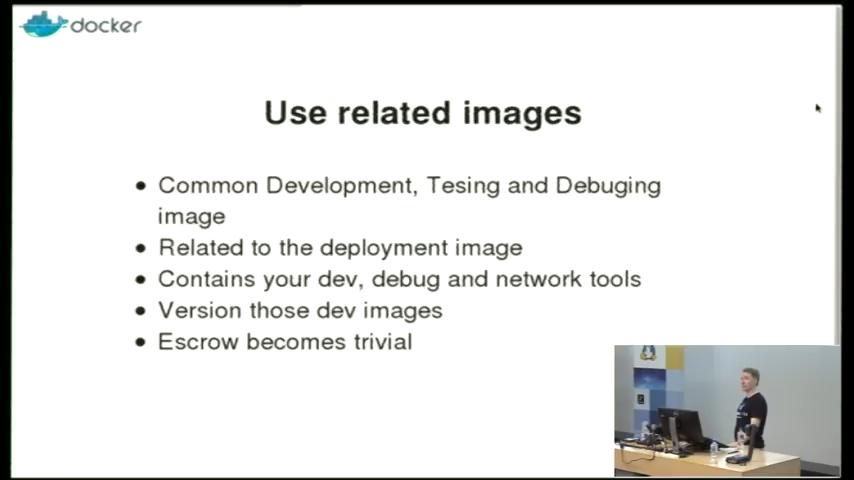 docker
Use related images
Common Development, Tesing and Debuging
image
Related to the deployment image
Contains your dev, debug and network tools
Version those dev images
Escrow becomes trivial